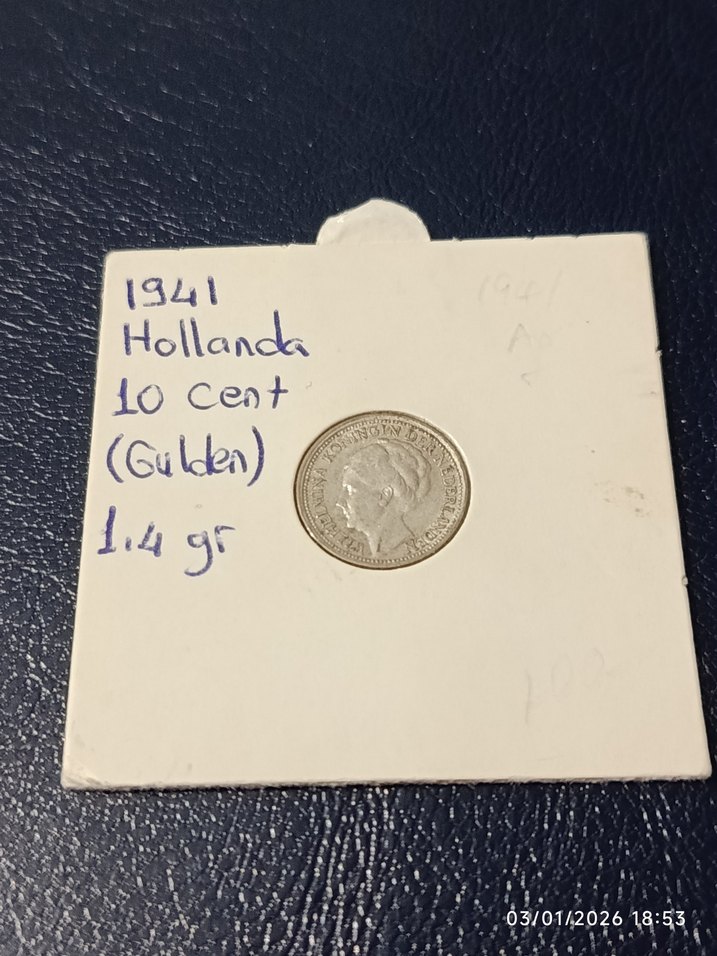 1941
Hollanda
10 cent
(Gulden)
1.4 gr
WILHELMINA KONINGIN DER NEDERLANDEN
1941
03/01/2026 18:53